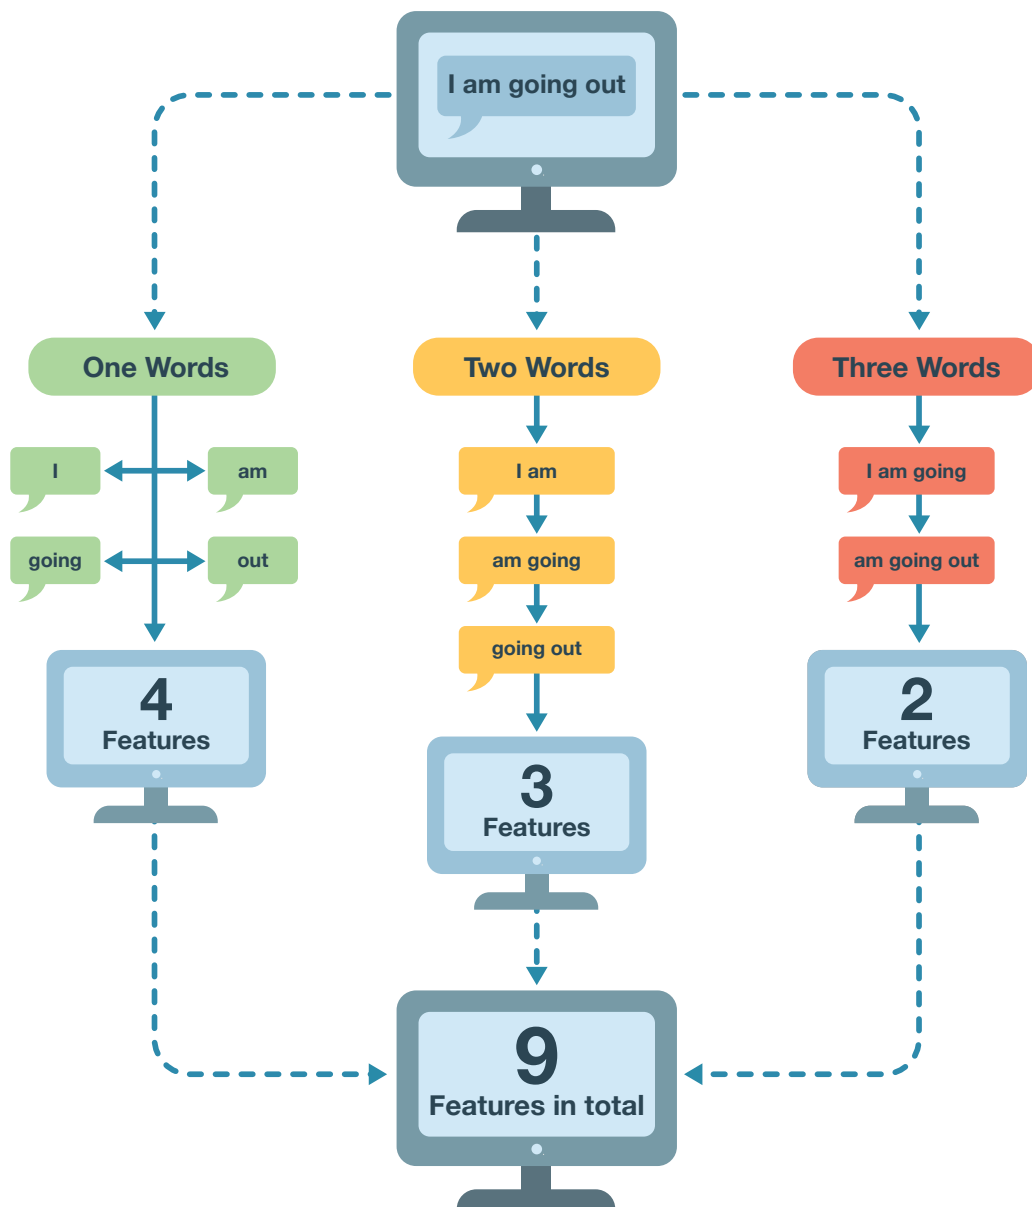 I am going out
One Words
Two Words
Three Words
I
am
I am
I am going
going
out
am going
am going out
going out
4
Features
2
Features
3
Features
9
Features in total